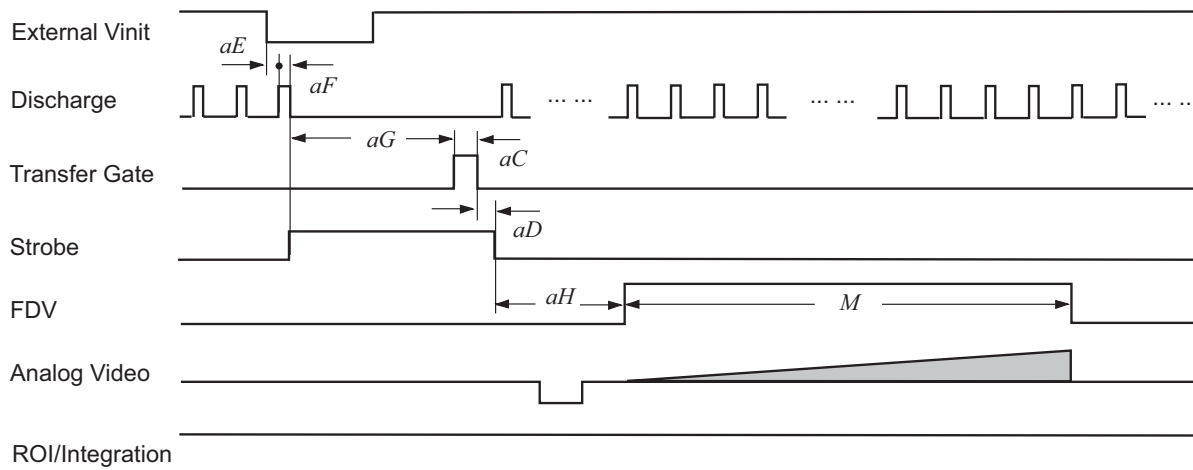 External Vinit
aE
aF
Discharge
... ...
... ...
... ...
aG
aC
Transfer Gate
aD
Strobe
aH
M
FDV
Analog Video
ROI/Integration